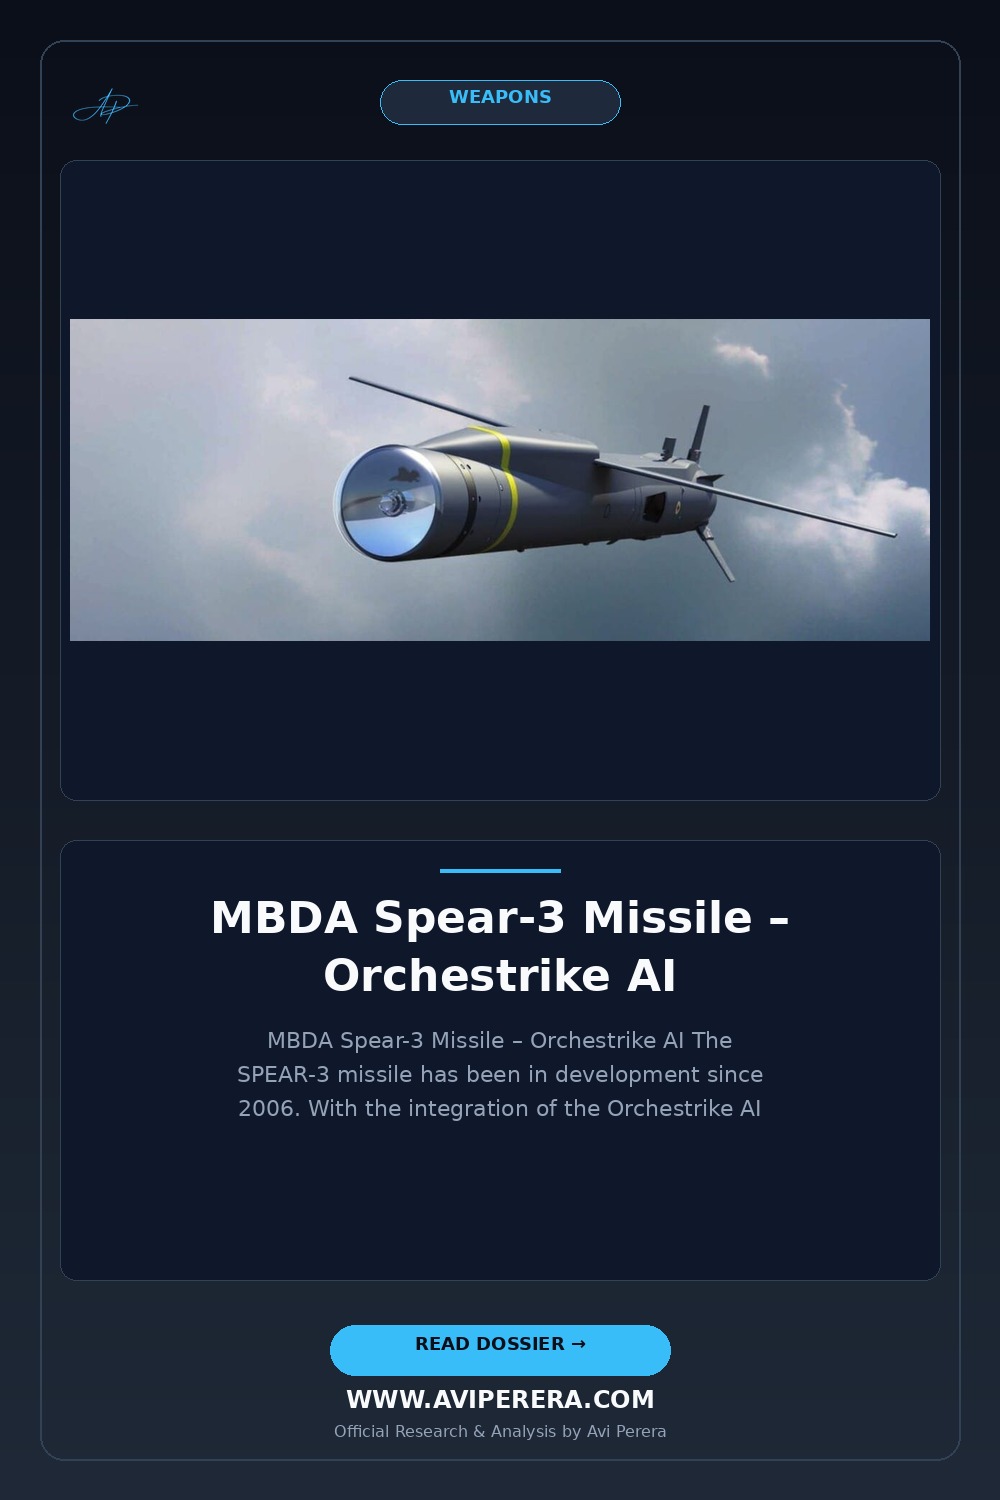 WEAPONS
MBDA Spear-3 Missile –
Orchestrike AI
MBDA Spear-3 Missile – Orchestrike AI The
SPEAR-3 missile has been in development since
2006. With the integration of the Orchestrike AI
READ DOSSIER →
WWW.AVIPERERA.COM
Official Research & Analysis by Avi Perera